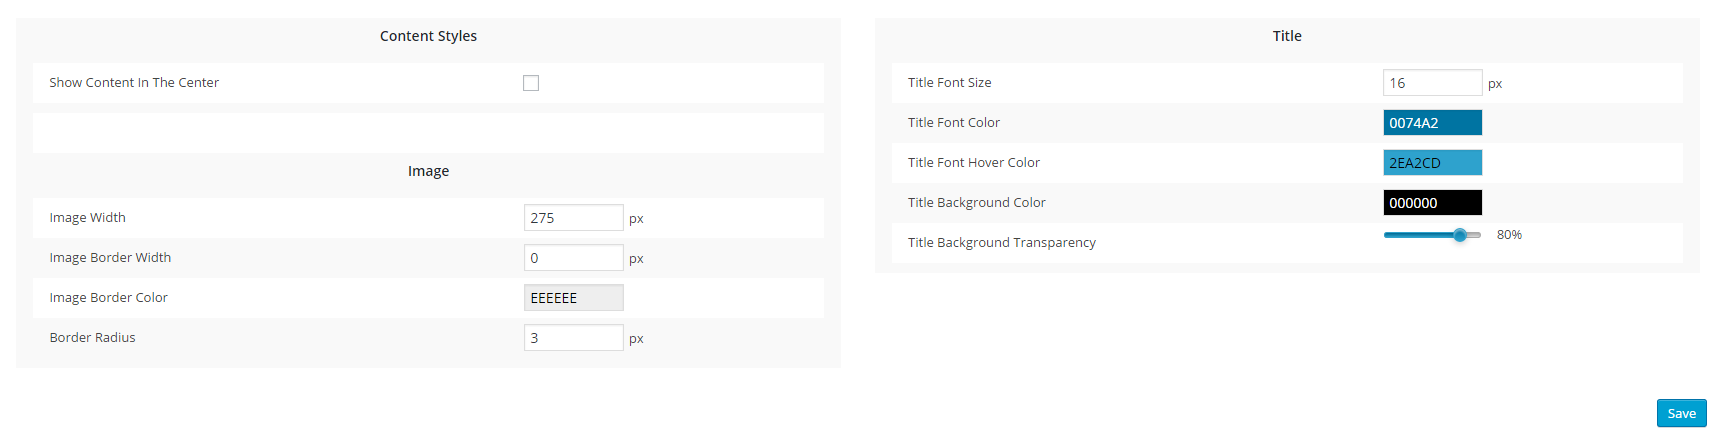 Content Styles
Show Content In The Center
Image
Image Width 275 px
Image Border Width 0 px
Image Border Color EEEEEE
Border Radius 3 px
Title
Title Font Size 16 px
Title Font Color 0074A2
Title Font Hover Color 2EA2CD
Title Background Color 000000
Title Background Transparency 80%
Save